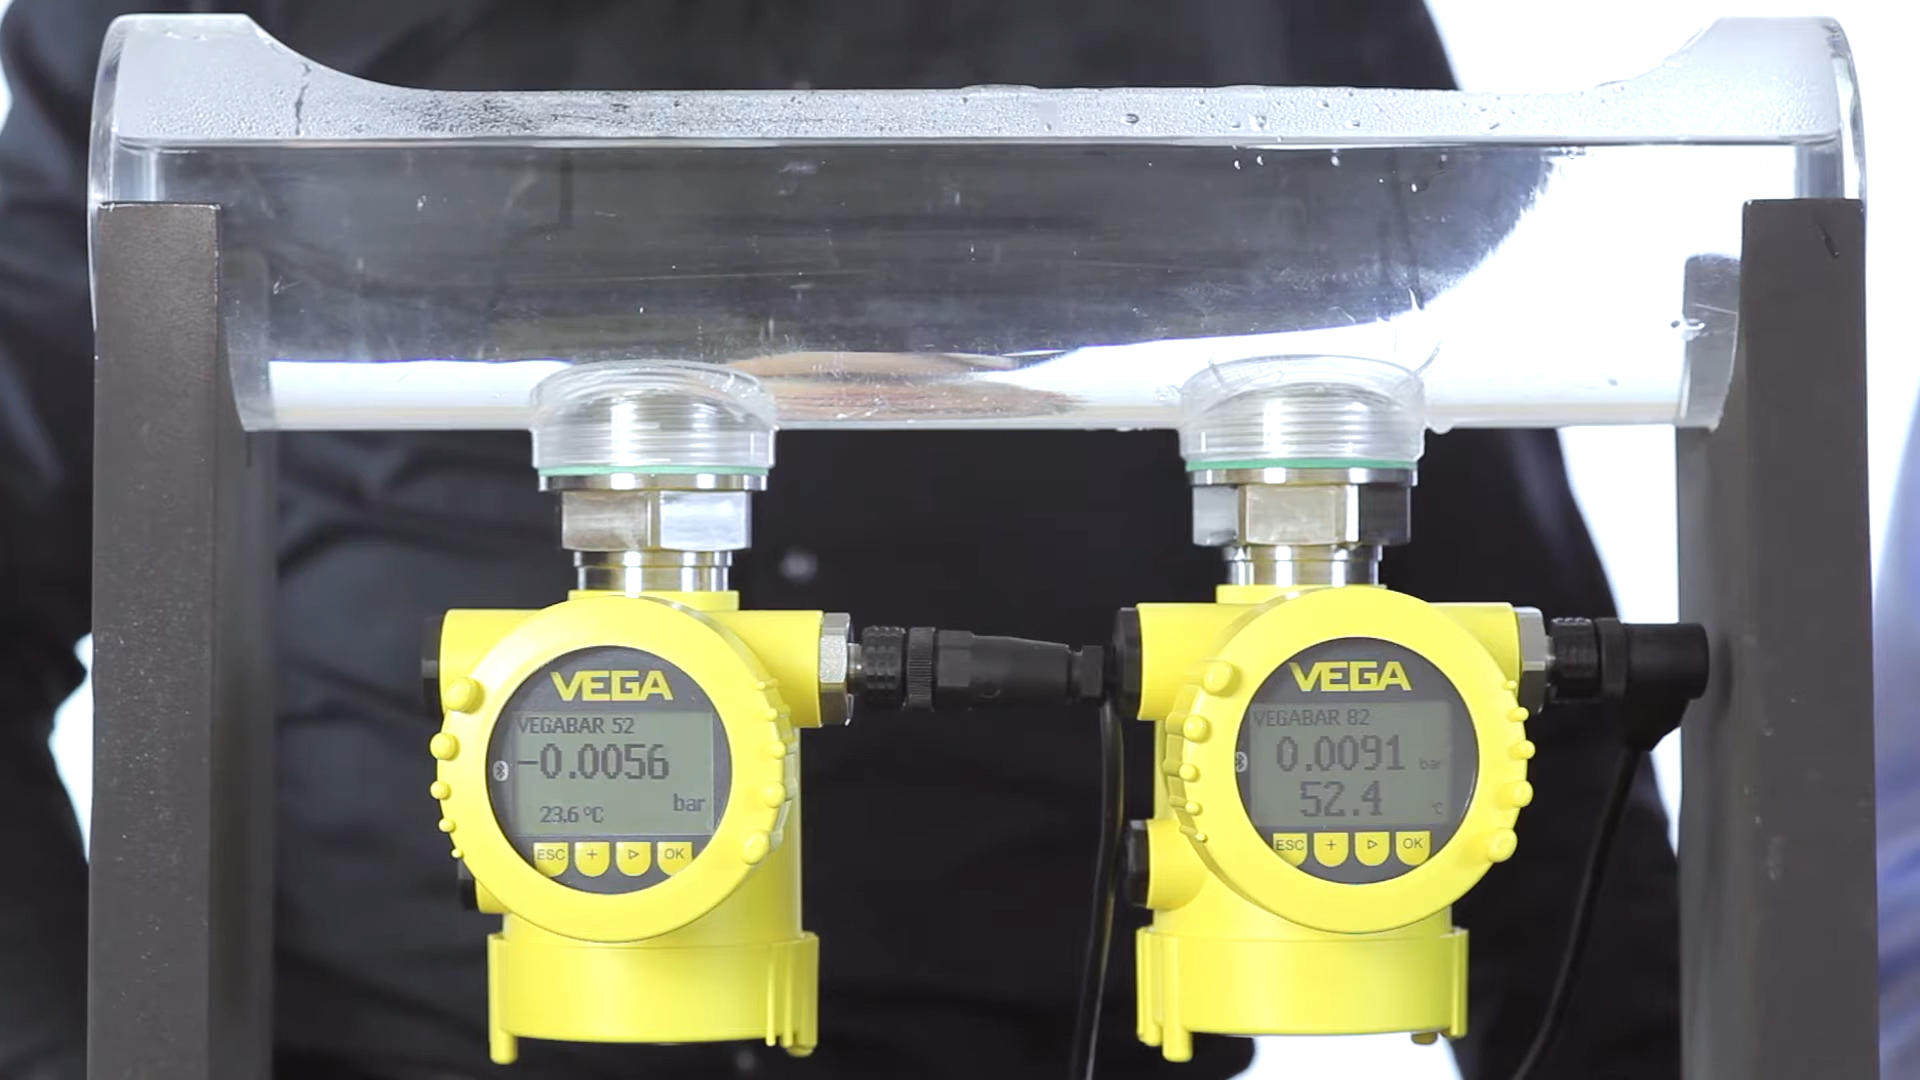 VEGA
VEGABAR 52
-0.0056
bar
23.6 °C
ESC + ▷ OK
VEGA
VEGABAR 82
0.0091 bar
52.4 °C
ESC + ▷ OK